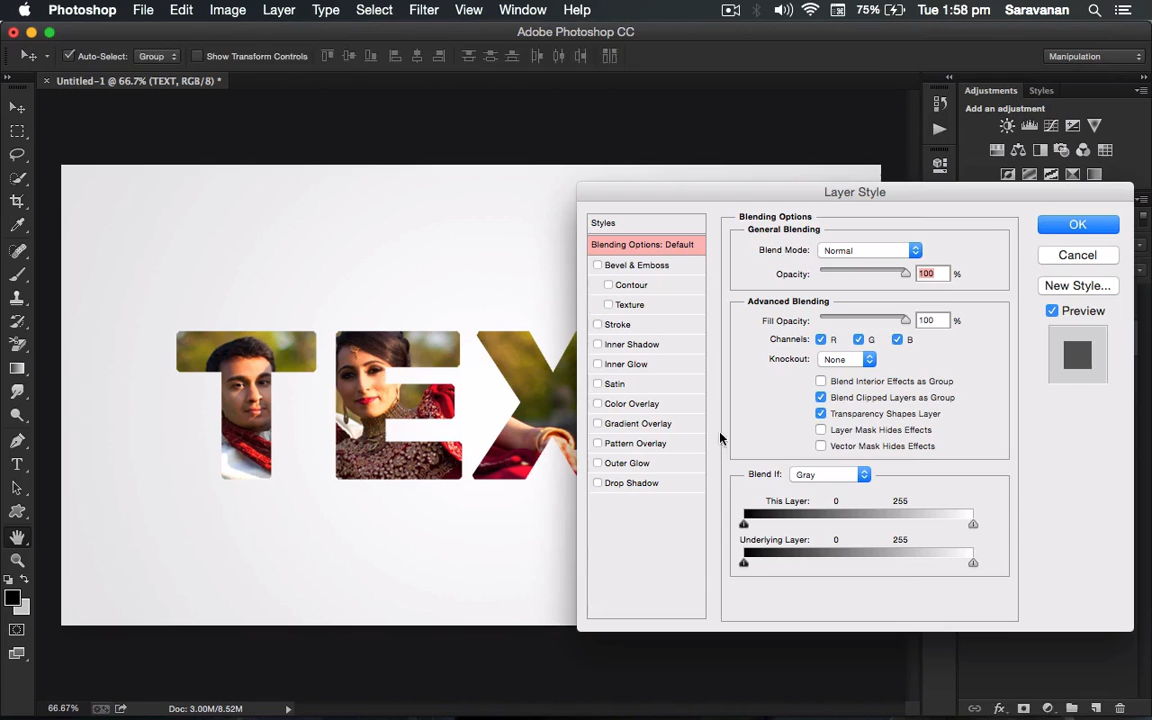 Photoshop File Edit Image Layer Type Select Filter View Window Help 75% Tue 1:58 pm Saravanan
Adobe Photoshop CC
Auto-Select: Group Show Transform Controls Manipulation
Untitled-1 @ 66.7% (TEXT, RGB/8) *
Adjustments Styles
Add an adjustment
Layer Style
Styles
Blending Options: Default
Bevel & Emboss
Contour
Texture
Stroke
Inner Shadow
Inner Glow
Satin
Color Overlay
Gradient Overlay
Pattern Overlay
Outer Glow
Drop Shadow
Blending Options
General Blending
Blend Mode: Normal
Opacity: 100 %
Advanced Blending
Fill Opacity: 100 %
Channels: R G B
Knockout: None
Blend Interior Effects as Group
Blend Clipped Layers as Group
Transparency Shapes Layer
Layer Mask Hides Effects
Vector Mask Hides Effects
Blend If: Gray
This Layer: 0 255
Underlying Layer: 0 255
OK
Cancel
New Style...
Preview
TEX
66.67% Doc: 3.00M/8.52M